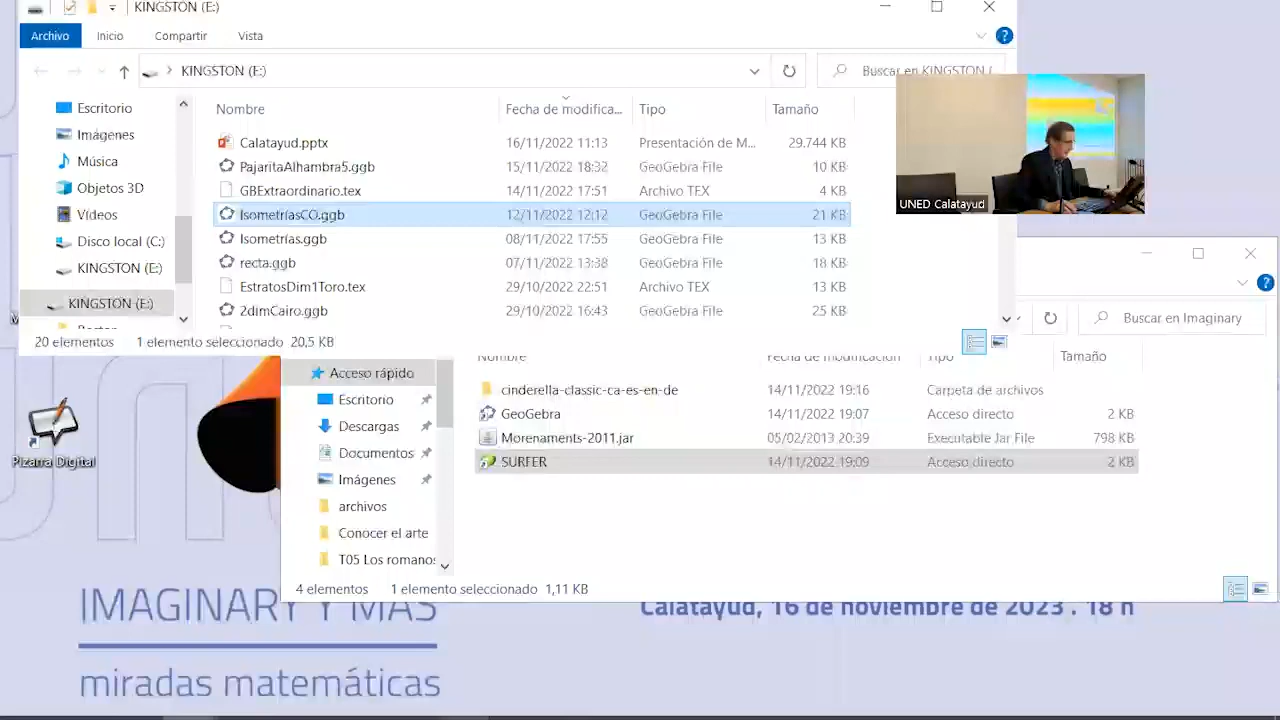 KINGSTON (E:)
Archivo Inicio Compartir Vista
KINGSTON (E:) Buscar en KINGSTON (
Escritorio
Imágenes
Música
Objetos 3D
Vídeos
Disco local (C:)
KINGSTON (E:)
KINGSTON (E:)
Nombre Fecha de modifica... Tipo Tamaño
Calatayud.pptx 16/11/2022 11:13 Presentación de M... 29.744 KB
PajaritaAlhambra5.ggb 15/11/2022 18:32 GeoGebra File 10 KB
GBExtraordinario.tex 14/11/2022 17:51 Archivo TEX 4 KB
IsometríasCO.ggb 12/11/2022 12:12 GeoGebra File 21 KB
Isometrías.ggb 08/11/2022 17:55 GeoGebra File 13 KB
recta.ggb 07/11/2022 13:38 GeoGebra File 18 KB
EstratosDim1Toro.tex 29/10/2022 22:51 Archivo TEX 13 KB
2dimCairo.ggb 29/10/2022 16:43 GeoGebra File 25 KB
20 elementos 1 elemento seleccionado 20,5 KB
UNED Calatayud
Buscar en Imaginary
Nombre Fecha de modificación Tipo Tamaño
Acceso rápido
Escritorio
Descargas
Documentos
Imágenes
archivos
Conocer el arte
T05 Los romanos
cinderella-classic-ca-es-en-de 14/11/2022 19:16 Carpeta de archivos
GeoGebra 14/11/2022 19:07 Acceso directo 2 KB
Morenaments-2011.jar 05/02/2013 20:39 Executable Jar File 798 KB
SURFER 14/11/2022 19:09 Acceso directo 2 KB
4 elementos 1 elemento seleccionado 1,11 KB
Pizarra Digital
IMAGINARY Y MÁS
miradas matemáticas
Calatayud, 16 de noviembre de 2023 . 18 h